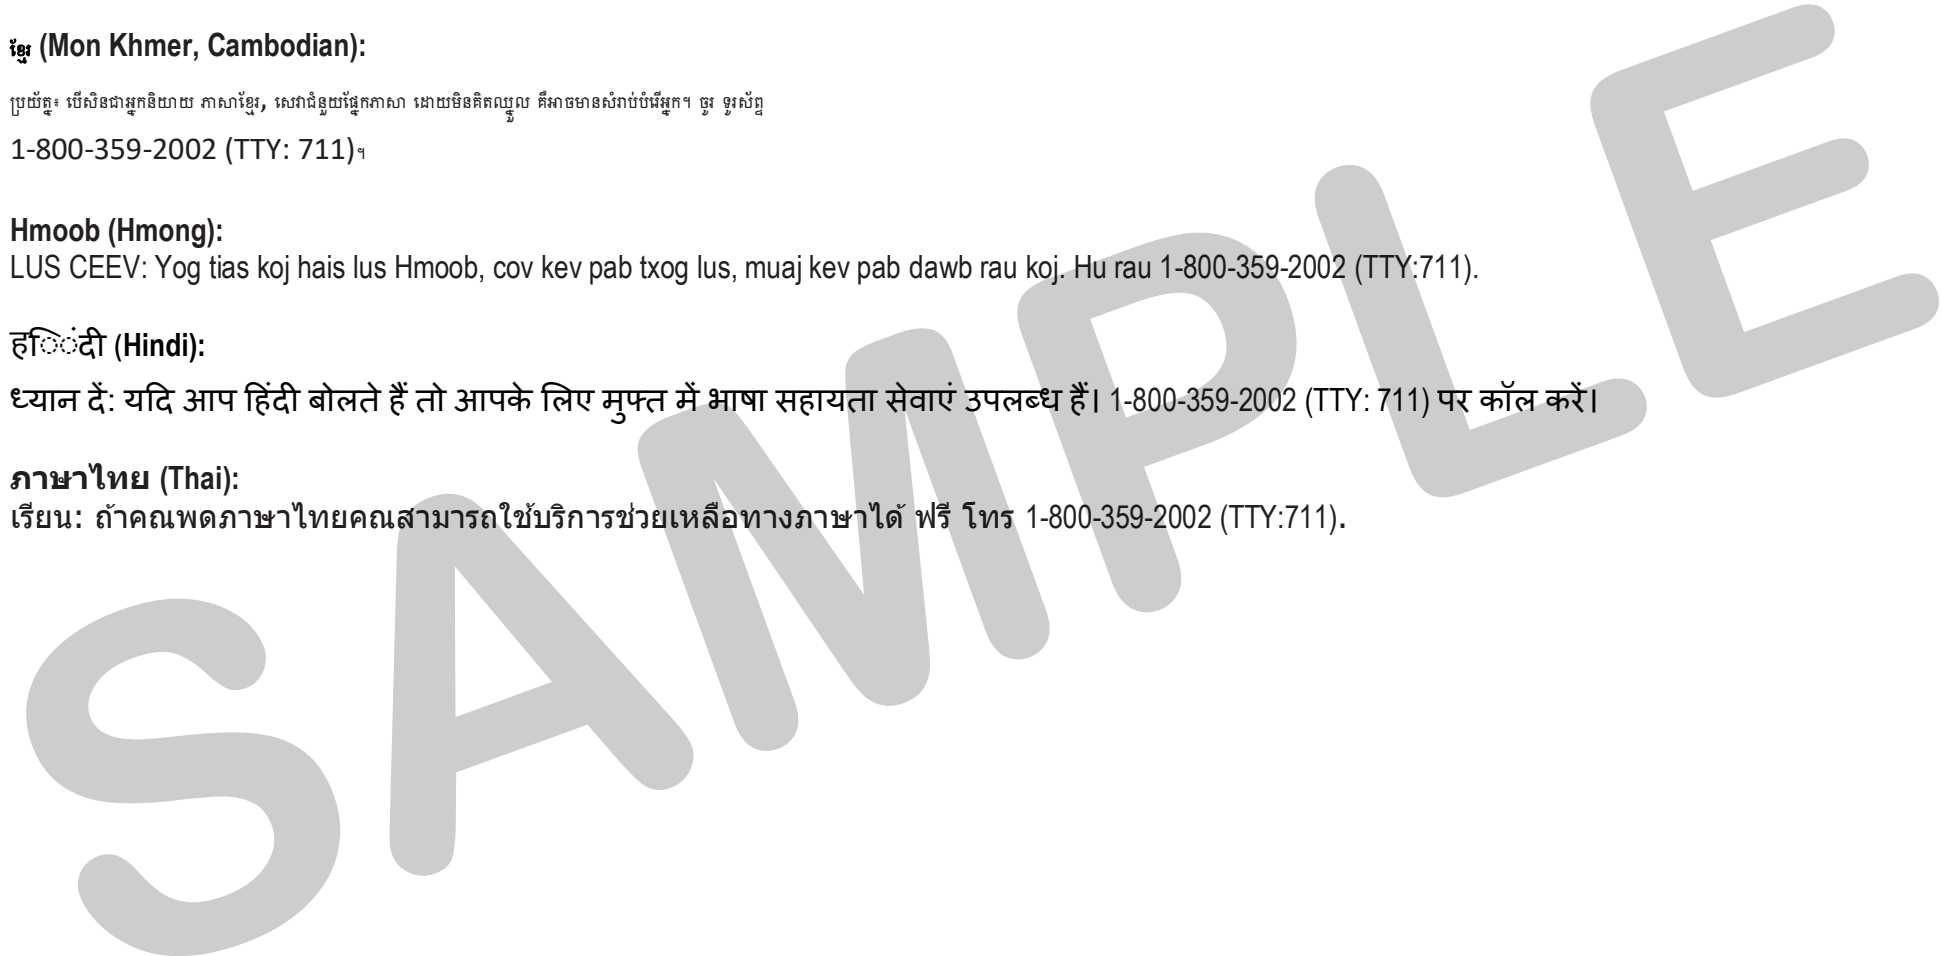 ខ្មែរ (Mon Khmer, Cambodian):
ប្រយ័ត្ន៖ បើសិនជាអ្នកនិយាយ ភាសាខ្មែរ, សេវាជំនួយផ្នែកភាសា ដោយមិនគិតឈ្នួល គឺអាចមានសំរាប់បំរើអ្នក។ ចូរ ទូរស័ព្ទ
1-800-359-2002 (TTY: 711)។
Hmoob (Hmong):
LUS CEEV: Yog tias koj hais lus Hmoob, cov kev pab txog lus, muaj kev pab dawb rau koj. Hu rau 1-800-359-2002 (TTY:711).
हििंदी (Hindi):
ध्यान दें: यदि आप हिंदी बोलते हैं तो आपके लिए मुफ्त में भाषा सहायता सेवाएं उपलब्ध हैं। 1-800-359-2002 (TTY: 711) पर कॉल करें।
ภาษาไทย (Thai):
เรียน: ถ้าคณพดภาษาไทยคณสามารถใช้บริการช่วยเหลือทางภาษาได้ ฟรี โทร 1-800-359-2002 (TTY:711).
SAMPLE